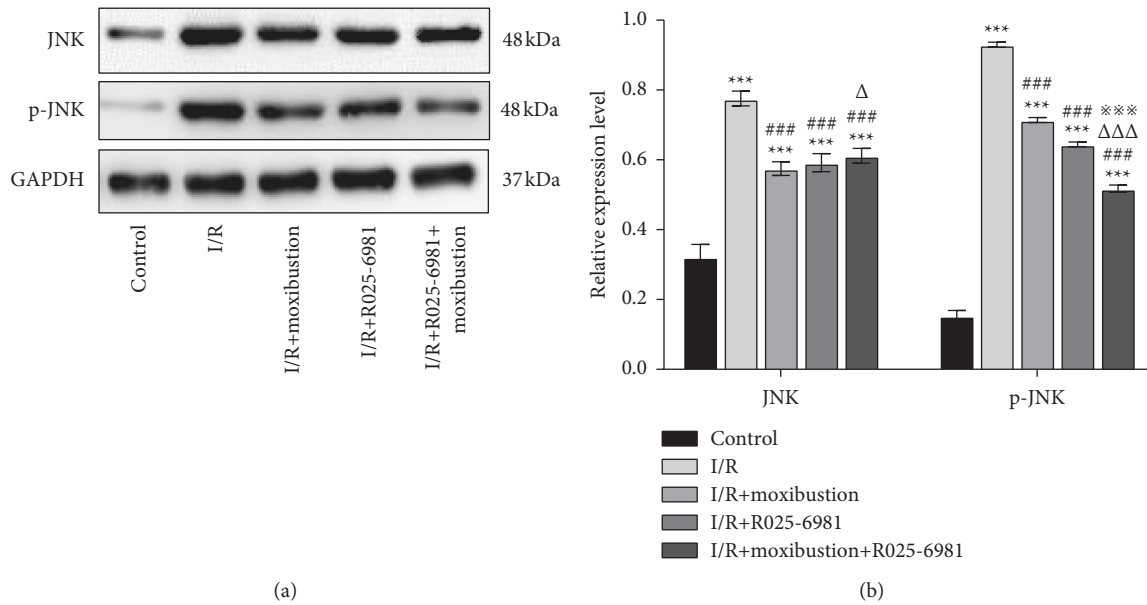 JNK
48 kDa
p-JNK
48 kDa
GAPDH
37 kDa
Control
I/R
I/R+moxibustion
I/R+R025-6981
I/R+R025-6981+
moxibustion
(a)
Relative expression level
1.0
0.8
0.6
0.4
0.2
0.0
***
###
***
###
***
Δ
###
***
***
###
***
###
***
※※※
ΔΔΔ
###
***
JNK
p-JNK
Control
I/R
I/R+moxibustion
I/R+R025-6981
I/R+moxibustion+R025-6981
(b)